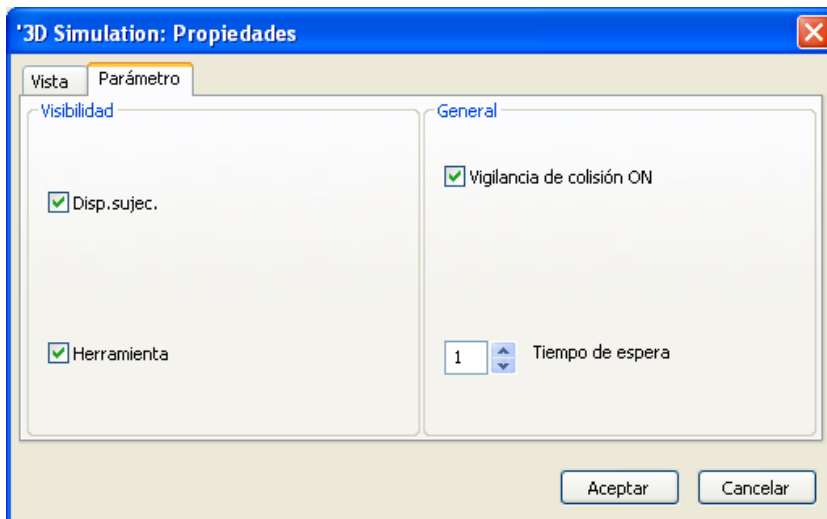 '3D Simulation: Propiedades
Vista
Parámetro
Visibilidad
Disp.sujec.
Herramienta
General
Vigilancia de colisión ON
1
Tiempo de espera
Aceptar
Cancelar